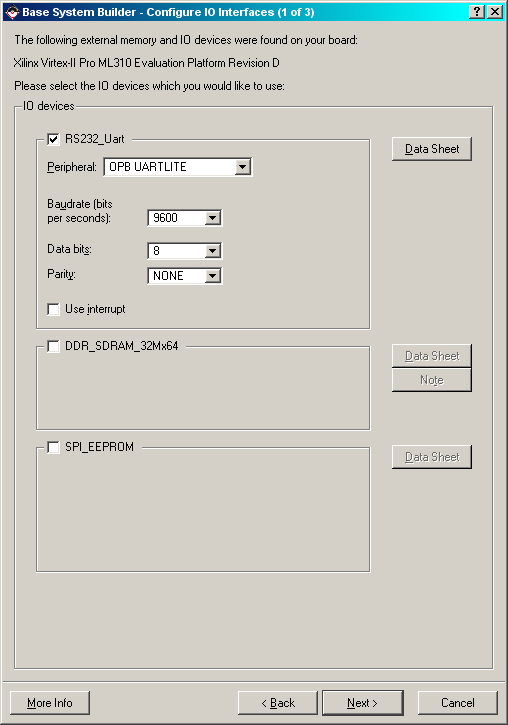 Base System Builder - Configure IO Interfaces (1 of 3)
The following external memory and IO devices were found on your board:
Xilinx Virtex-II Pro ML310 Evaluation Platform Revision D
Please select the IO devices which you would like to use:
IO devices
RS232_Uart
Data Sheet
Peripheral: OPB UARTLITE
Baudrate (bits
per seconds): 9600
Data bits: 8
Parity: NONE
Use interrupt
DDR_SDRAM_32Mx64
Data Sheet
Note
SPI_EEPROM
Data Sheet
More Info < Back Next > Cancel